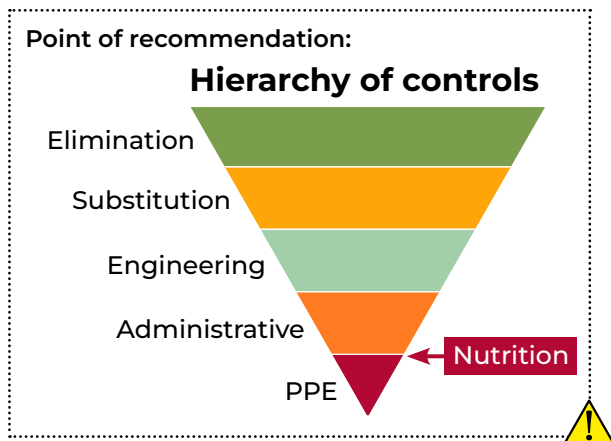 Point of recommendation:
Hierarchy of controls
Elimination
Substitution
Engineering
Administrative
Nutrition
PPE
!